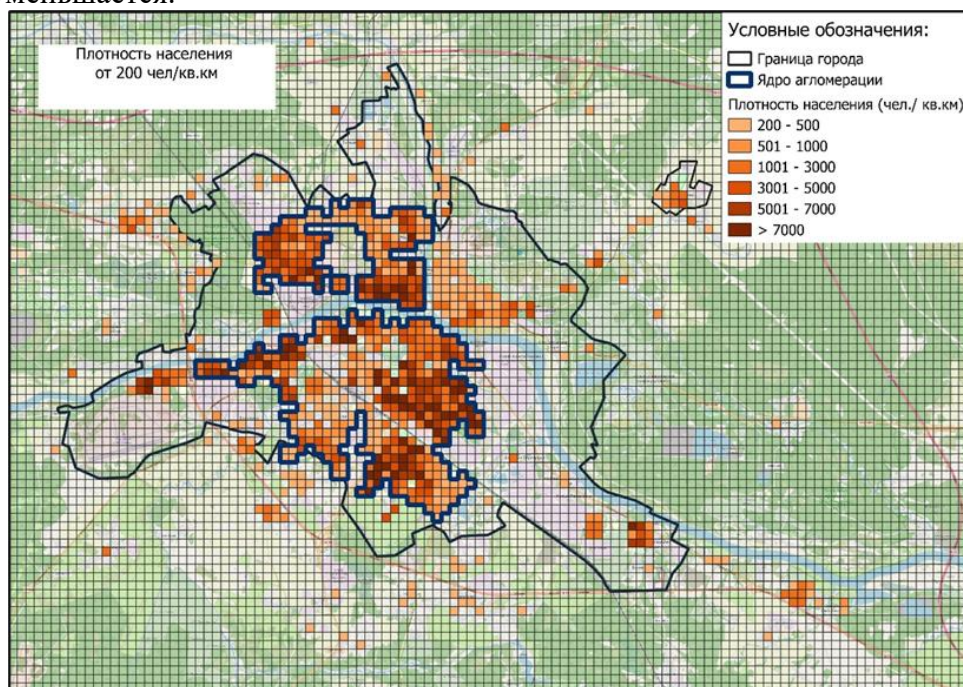 меньшается.
Плотность населения
от 200 чел/кв.км
Условные обозначения:
Граница города
Ядро агломерации
Плотность населения (чел./ кв.км)
200 - 500
501 - 1000
1001 - 3000
3001 - 5000
5001 - 7000
> 7000